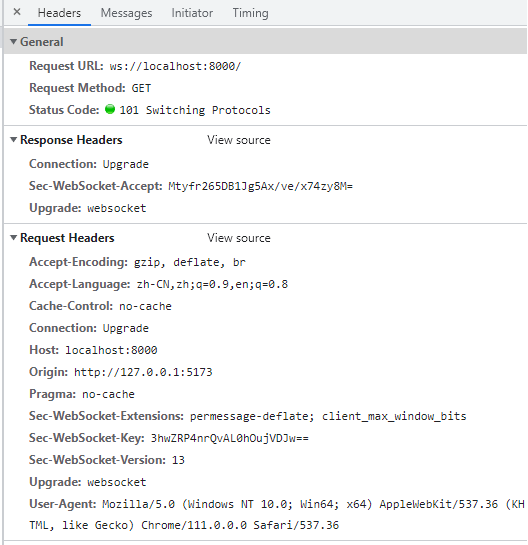 × Headers Messages Initiator Timing
▼ General
Request URL: ws://localhost:8000/
Request Method: GET
Status Code: 101 Switching Protocols
▼ Response Headers View source
Connection: Upgrade
Sec-WebSocket-Accept: Mtyfr265DB1Jg5Ax/ve/x74zy8M=
Upgrade: websocket
▼ Request Headers View source
Accept-Encoding: gzip, deflate, br
Accept-Language: zh-CN,zh;q=0.9,en;q=0.8
Cache-Control: no-cache
Connection: Upgrade
Host: localhost:8000
Origin: http://127.0.0.1:5173
Pragma: no-cache
Sec-WebSocket-Extensions: permessage-deflate; client_max_window_bits
Sec-WebSocket-Key: 3hwZRP4nrQvAL0hOujVDJw==
Sec-WebSocket-Version: 13
Upgrade: websocket
User-Agent: Mozilla/5.0 (Windows NT 10.0; Win64; x64) AppleWebKit/537.36 (KH
TML, like Gecko) Chrome/111.0.0.0 Safari/537.36